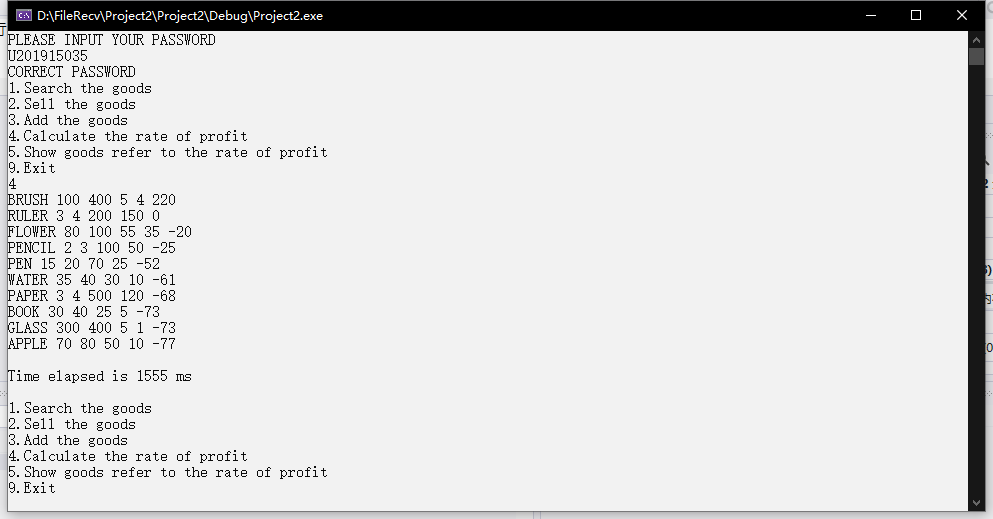 D:\FileRecv\Project2\Project2\Debug\Project2.exe
PLEASE INPUT YOUR PASSWORD
U201915035
CORRECT PASSWORD
1.Search the goods
2.Sell the goods
3.Add the goods
4.Calculate the rate of profit
5.Show goods refer to the rate of profit
9.Exit
4
BRUSH 100 400 5 4 220
RULER 3 4 200 150 0
FLOWER 80 100 55 35 -20
PENCIL 2 3 100 50 -25
PEN 15 20 70 25 -52
WATER 35 40 30 10 -61
PAPER 3 4 500 120 -68
BOOK 30 40 25 5 -73
GLASS 300 400 5 1 -73
APPLE 70 80 50 10 -77
Time elapsed is 1555 ms
1.Search the goods
2.Sell the goods
3.Add the goods
4.Calculate the rate of profit
5.Show goods refer to the rate of profit
9.Exit